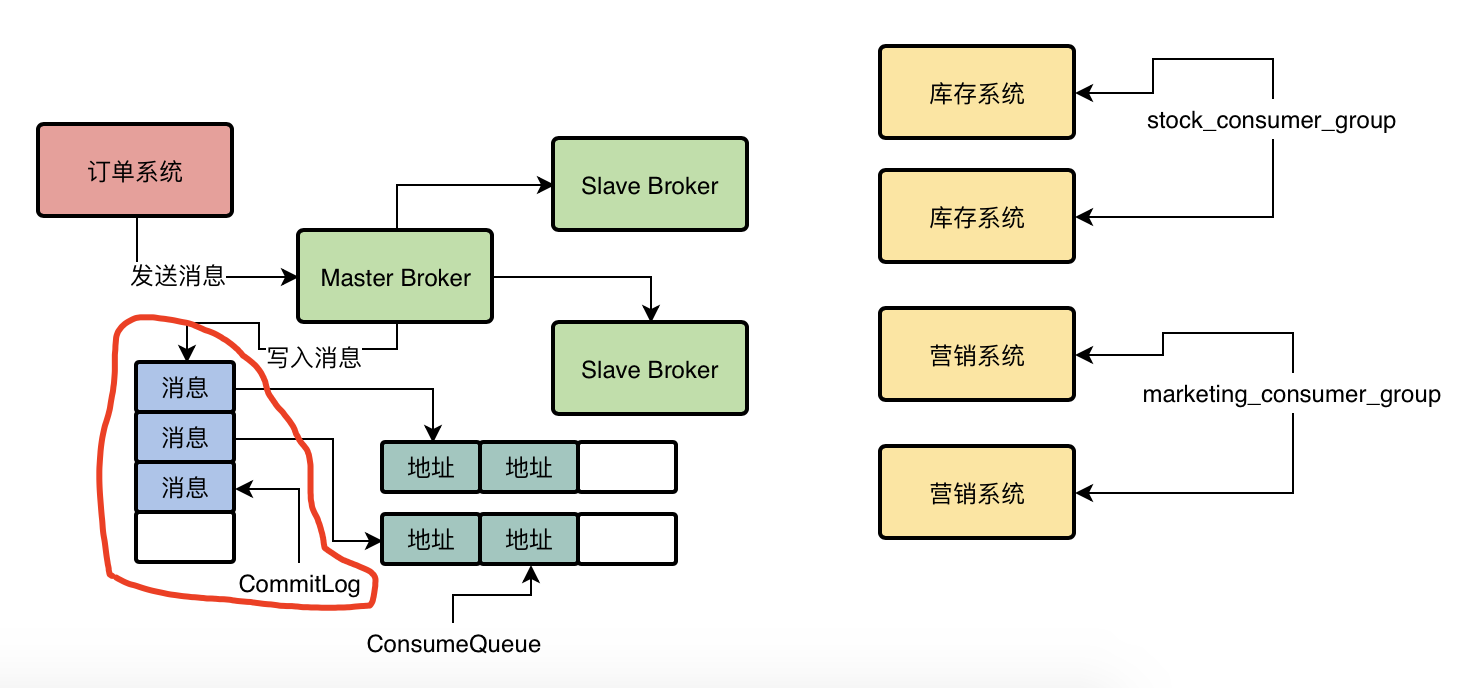 订单系统
发送消息
Master Broker
Slave Broker
Slave Broker
写入消息
消息
消息
消息
CommitLog
地址 地址
地址 地址
ConsumeQueue
库存系统
库存系统
stock_consumer_group
营销系统
营销系统
marketing_consumer_group